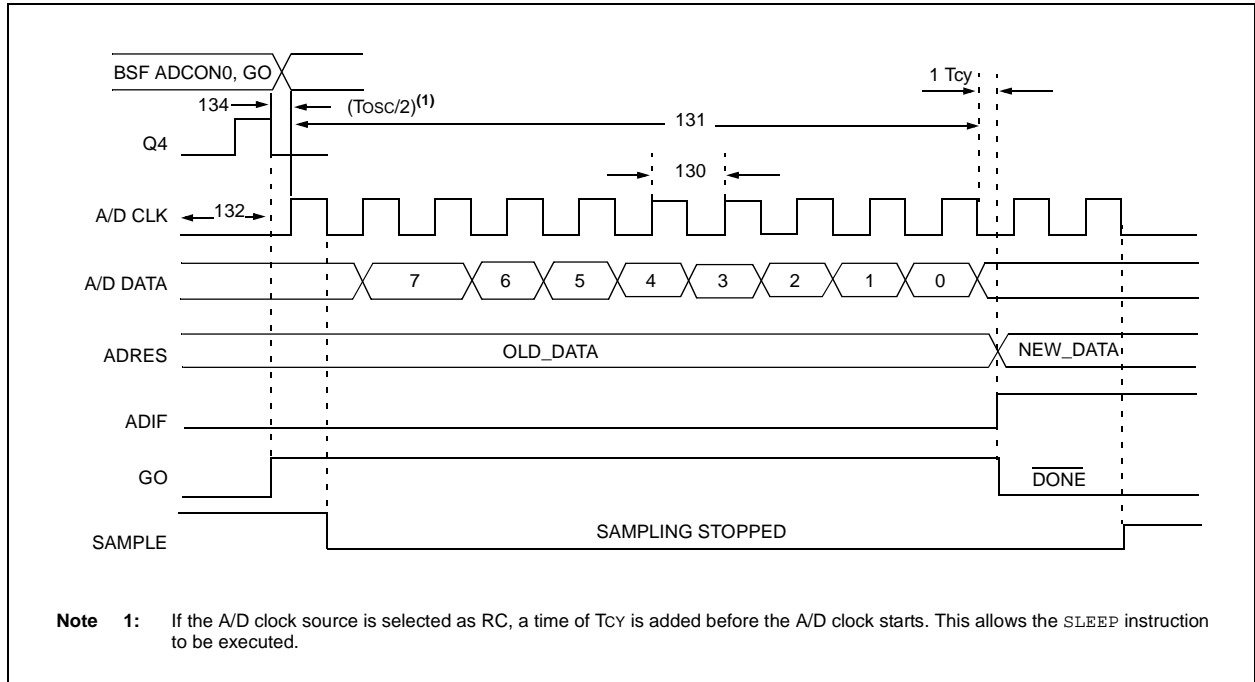 BSF ADCON0, GO
1 TCY
134
(TOSC/2)(1)
131
Q4
130
A/D CLK
132
A/D DATA
7 6 5 4 3 2 1 0
ADRES
OLD_DATA
NEW_DATA
ADIF
GO
DONE
SAMPLE
SAMPLING STOPPED
Note 1: If the A/D clock source is selected as RC, a time of TCY is added before the A/D clock starts. This allows the SLEEP instruction
to be executed.